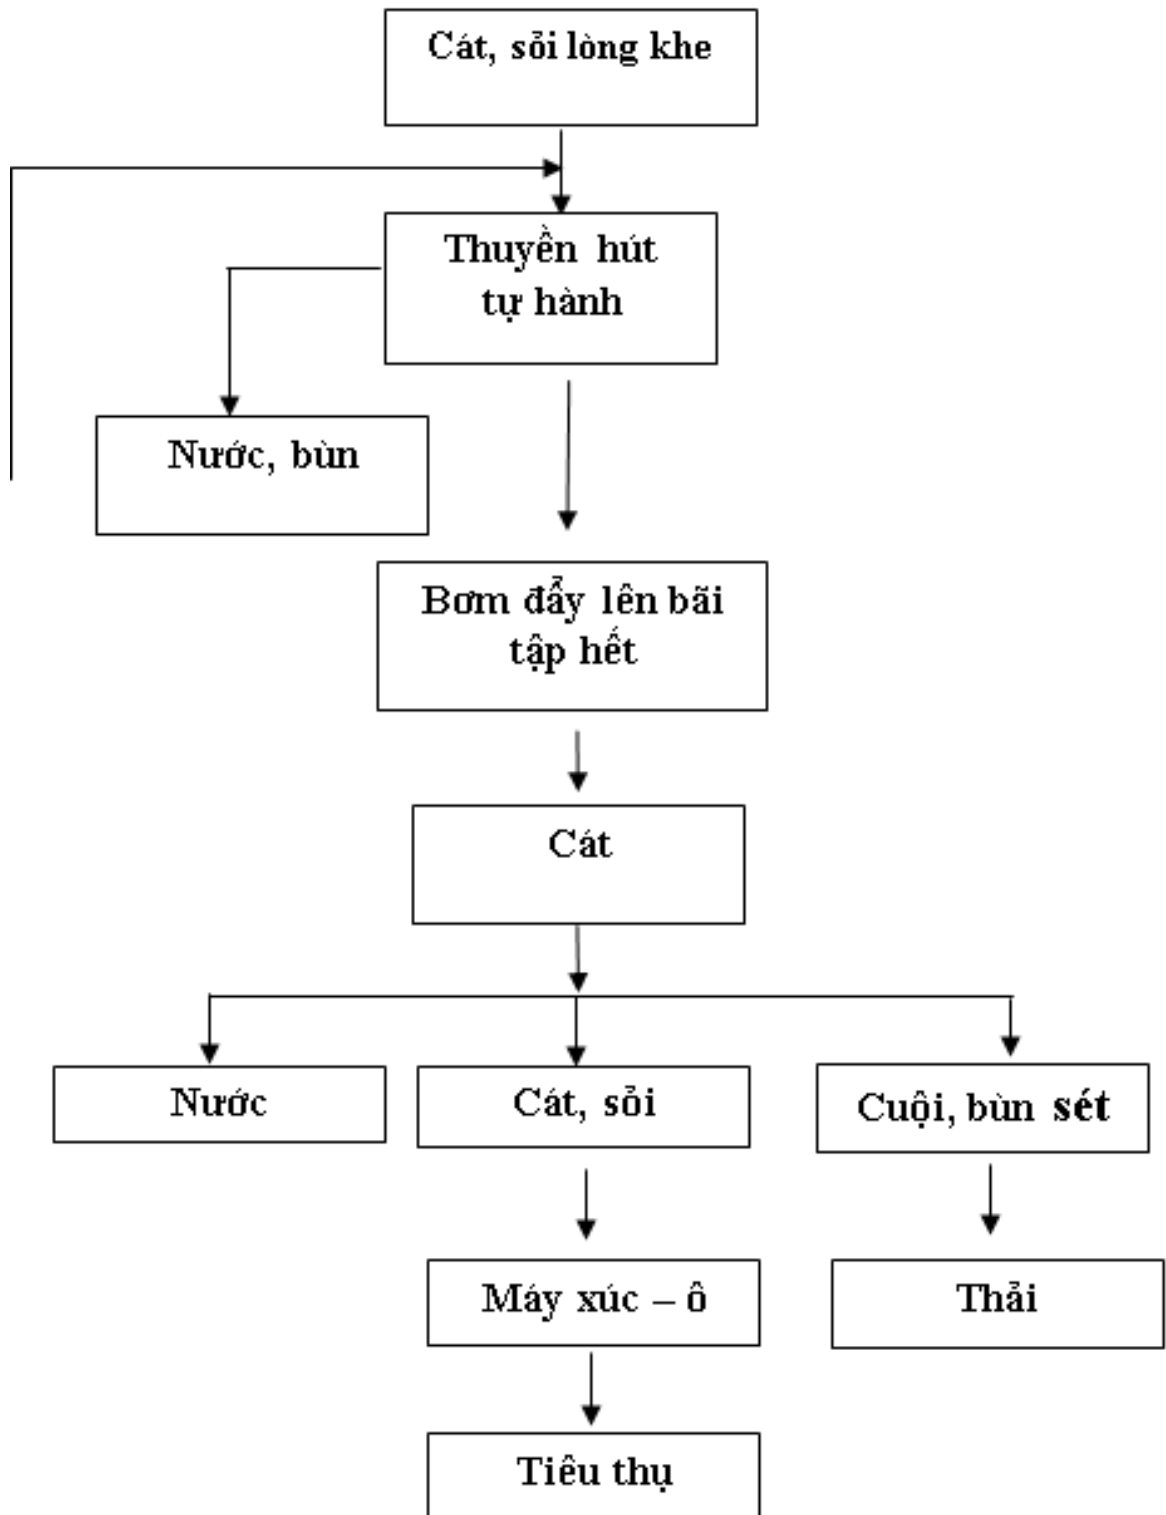 Cát, sỏi lòng khe
Thuyền hút
tự hành
Nước, bùn
Bơm đẩy lên bãi
tập hết
Cát
Nước
Cát, sỏi
Cuội, bùn sét
Máy xúc – ô
Thải
Tiêu thụ